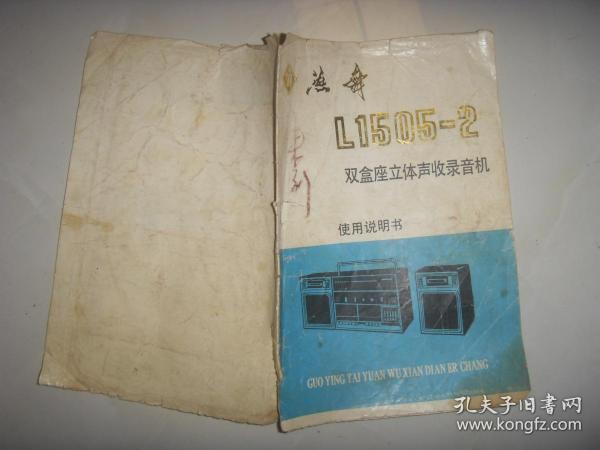 燕舞
L1505-2
双盒座立体声收录音机
使用说明书
GUO YING TAI YUAN WU XIAN DIAN ER CHANG
孔夫子旧书网
www.kongfz.com